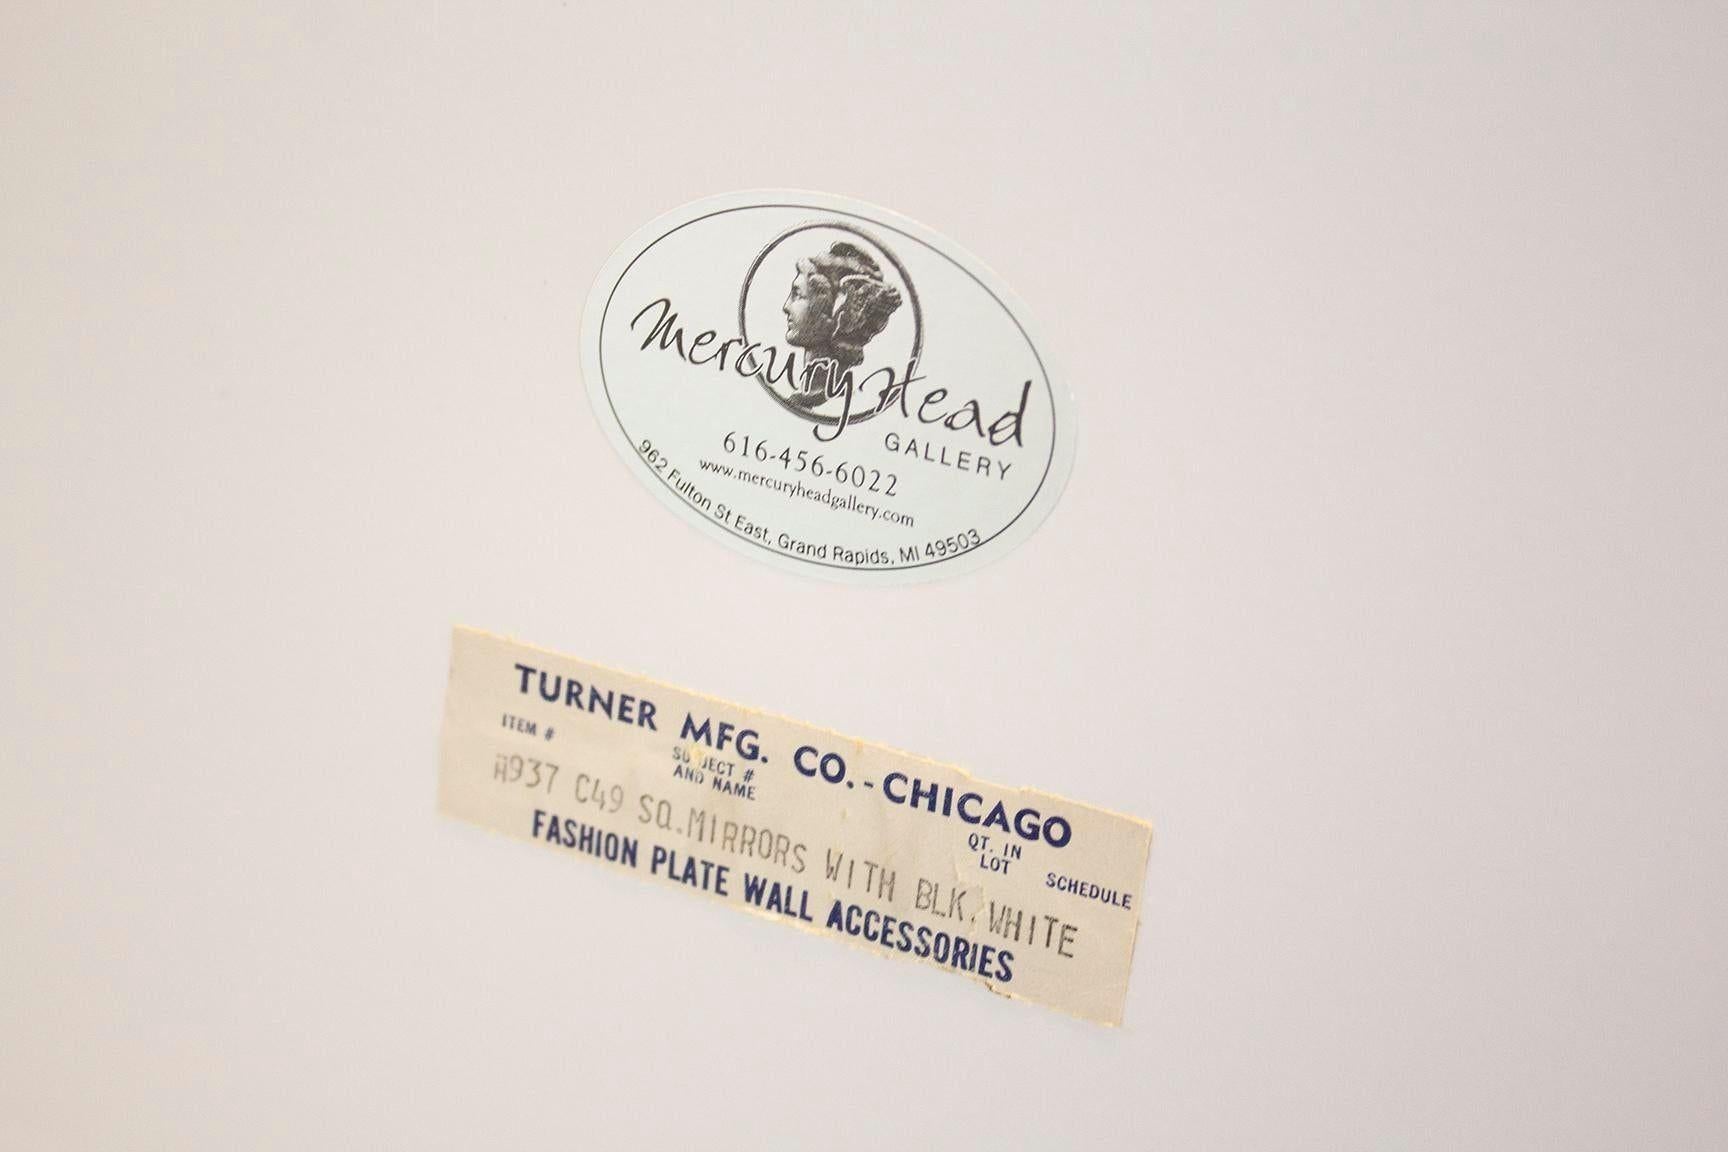 Mercury Head
GALLERY
616-456-6022
www.mercuryheadgallery.com
962 Fulton St East, Grand Rapids, MI 49503
TURNER MFG. CO.-CHICAGO
ITEM # SUBJECT # QT. IN
AND NAME LOT SCHEDULE
A937 C49 SQ.MIRRORS WITH BLK.WHITE
FASHION PLATE WALL ACCESSORIES